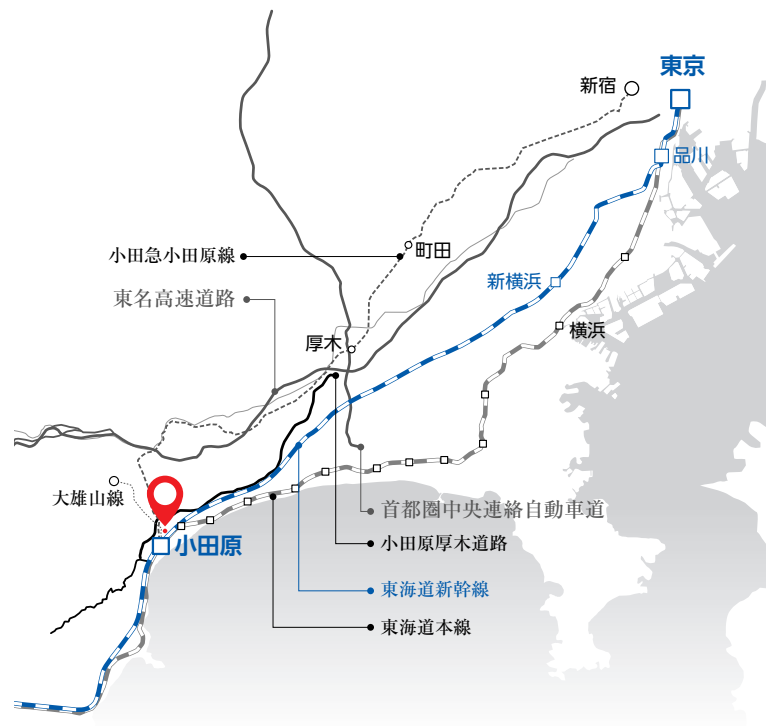 東京
新宿
品川
町田
小田急小田原線
新横浜
東名高速道路
横浜
厚木
大雄山線
首都圏中央連絡自動車道
小田原
小田原厚木道路
東海道新幹線
東海道本線